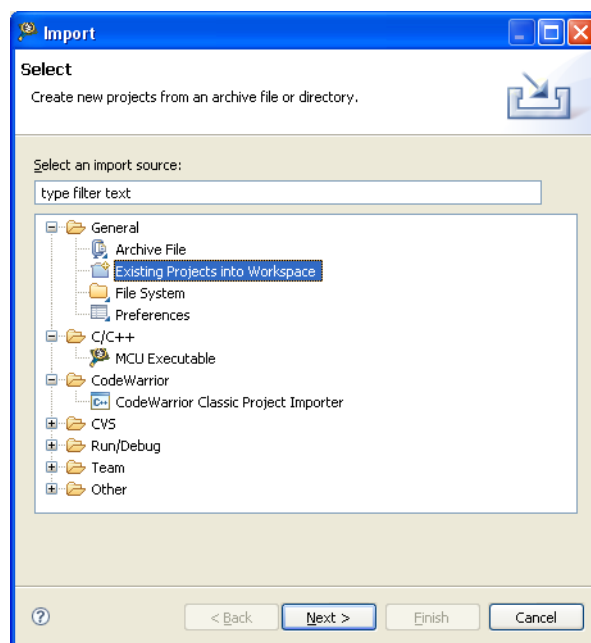 Import
Select
Create new projects from an archive file or directory.
Select an import source:
type filter text
General
Archive File
Existing Projects into Workspace
File System
Preferences
C/C++
MCU Executable
CodeWarrior
C++ CodeWarrior Classic Project Importer
CVS
Run/Debug
Team
Other
? < Back Next > Finish Cancel